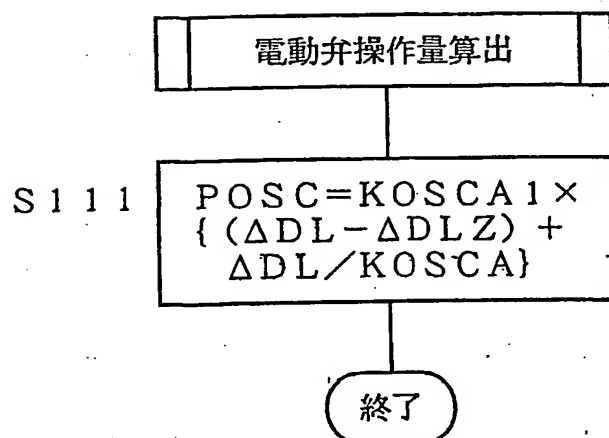 電動弁操作量算出
S111 POSC=KOSCA1×
{(ΔDL-ΔDLZ)+
ΔDL/KOSCA}
終了